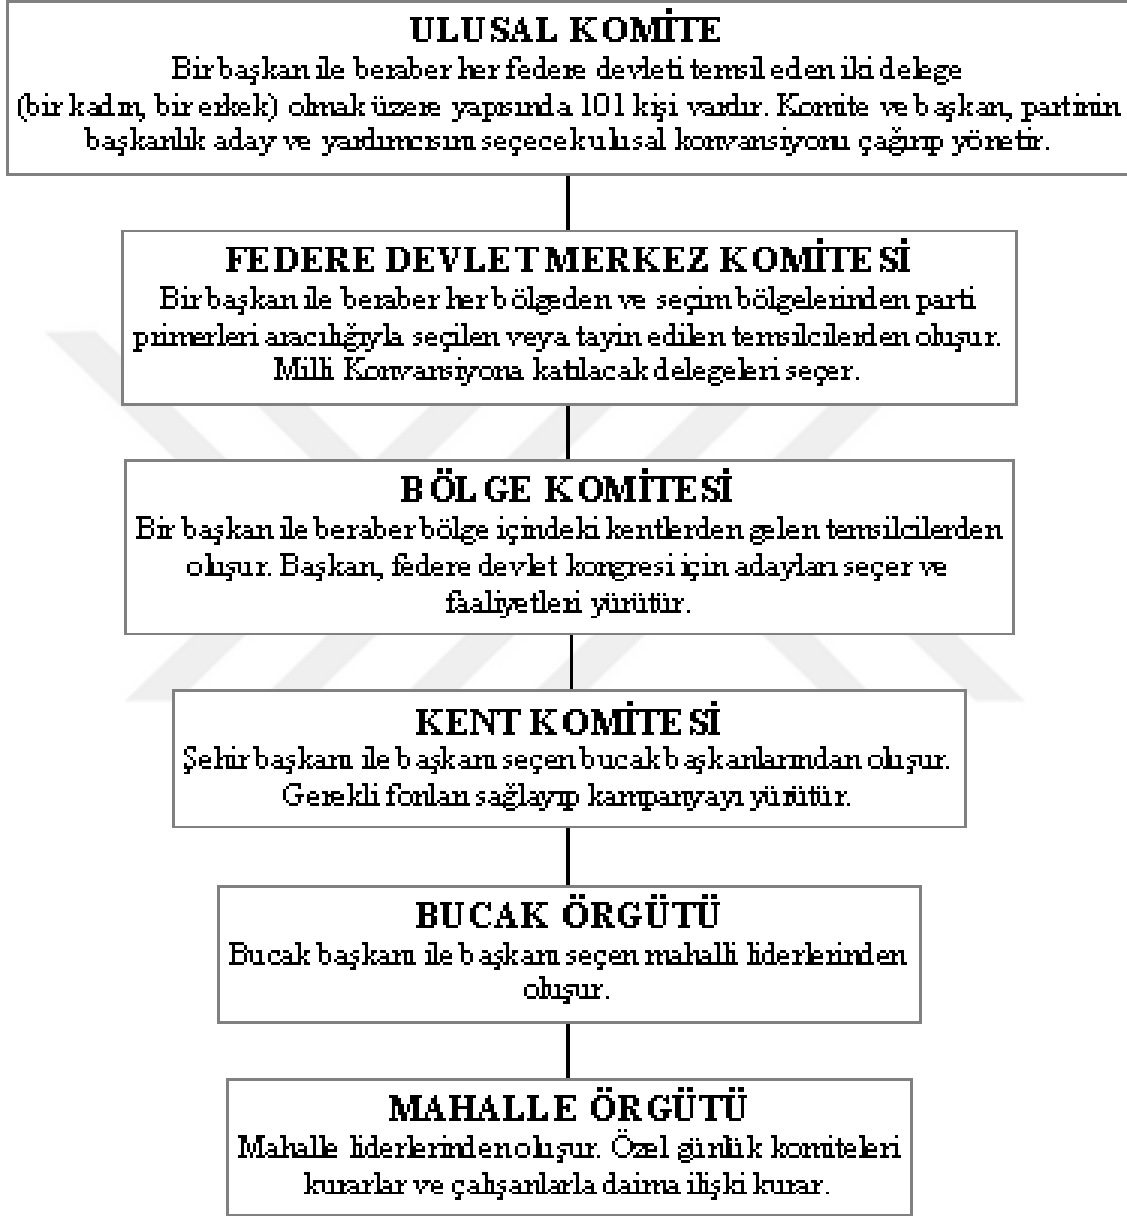 ULUSAL KOMİTE
Bir başkan ile beraber her federe devleti temsil eden iki delege
(bir kadın, bir erkek) olmak üzere yapısında 101 kişi vardır. Komite ve başkan, partinin
başkanlık aday ve yardımcısını seçecek ulusal konvansiyonu çağırıp yönetir.
FEDERE DEVLET MERKEZ KOMİTESİ
Bir başkan ile beraber her bölgeden ve seçim bölgelerinden parti
primerleri aracılığıyla seçilen veya tayin edilen temsilcilerden oluşur.
Milli Konvansiyona katılacak delegeleri seçer.
BÖLGE KOMİTESİ
Bir başkan ile beraber bölge içindeki kentlerden gelen temsilcilerden
oluşur. Başkan, federe devlet kongresi için adayları seçer ve
faaliyetleri yürütür.
KENT KOMİTESİ
Şehir başkanı ile başkanı seçen bucak başkanlarından oluşur.
Gerekli fonları sağlayıp kampanyayı yürütür.
BUCAK ÖRGÜTÜ
Bucak başkanı ile başkanı seçen mahalli liderlerinden
oluşur.
MAHALLE ÖRGÜTÜ
Mahalle liderlerinden oluşur. Özel günlük komiteleri
kurarlar ve çalışanlarla daima ilişki kurar.